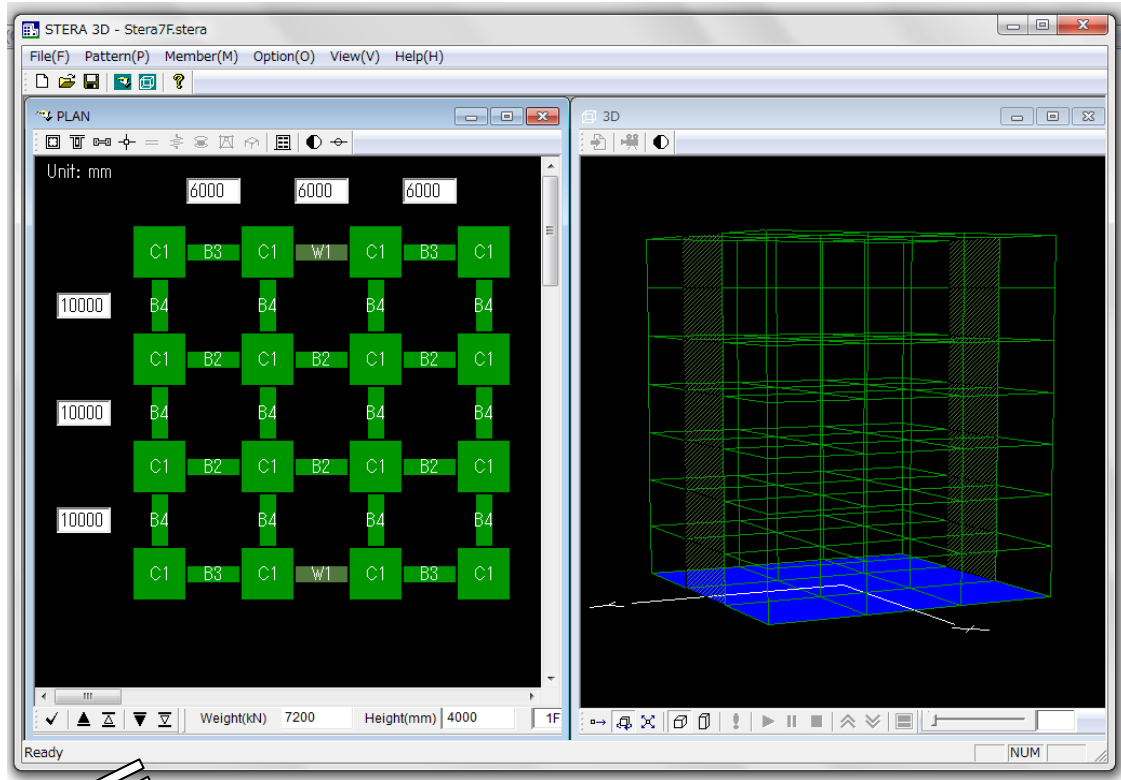 STERA 3D - Stera7F.stera
File(F) Pattern(P) Member(M) Option(O) View(V) Help(H)
PLAN
Unit: mm
6000 6000 6000
C1 B3 C1 W1 C1 B3 C1
10000 B4 B4 B4 B4
C1 B2 C1 B2 C1 B2 C1
10000 B4 B4 B4 B4
C1 B2 C1 B2 C1 B2 C1
10000 B4 B4 B4 B4
C1 B3 C1 W1 C1 B3 C1
Weight(kN) 7200 Height(mm) 4000 1F
3D
Ready
NUM